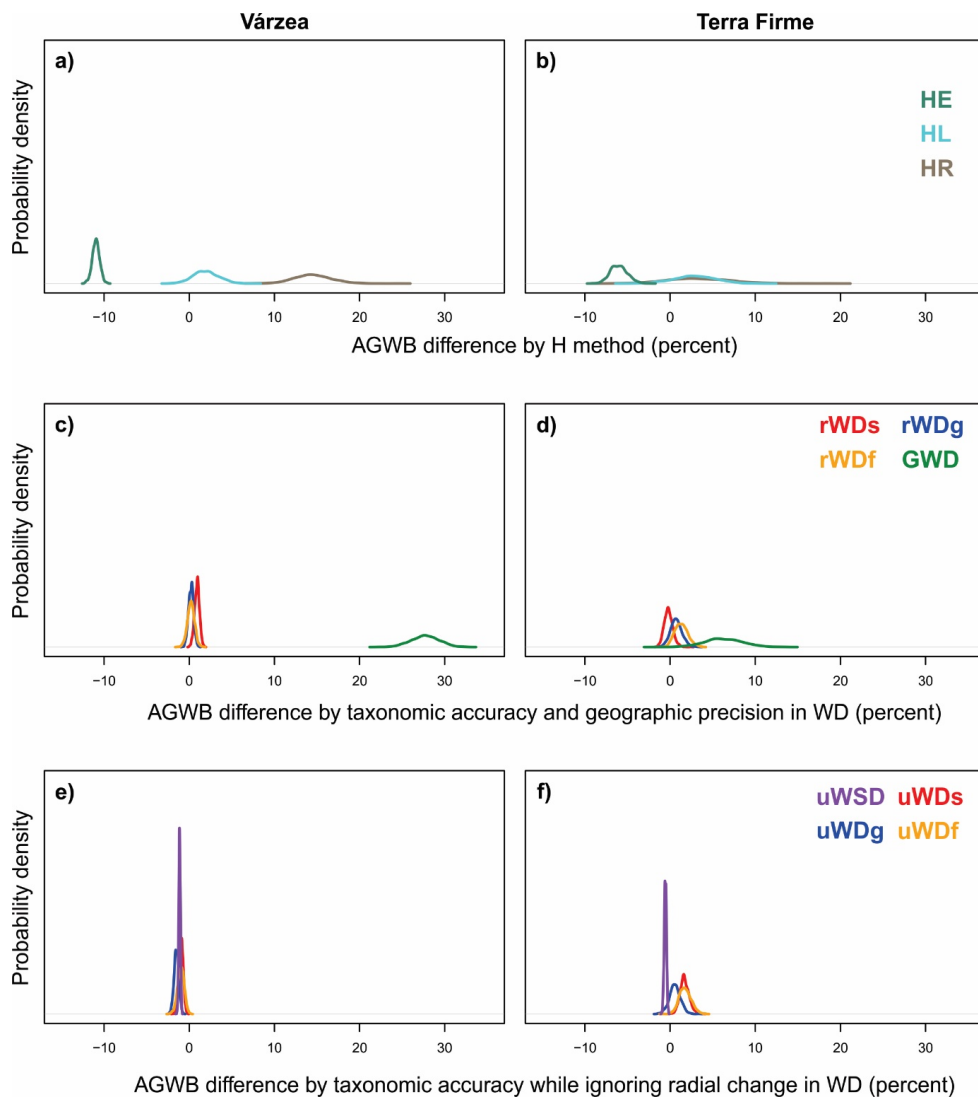 Várzea
Terra Firme
a)
b)
HE
HL
HR
Probability density
−10 0 10 20 30
−10 0 10 20 30
AGWB difference by H method (percent)
c)
d)
rWDs rWDg
rWDf GWD
Probability density
−10 0 10 20 30
−10 0 10 20 30
AGWB difference by taxonomic accuracy and geographic precision in WD (percent)
e)
f)
uWSD uWDs
uWDg uWDf
Probability density
−10 0 10 20 30
−10 0 10 20 30
AGWB difference by taxonomic accuracy while ignoring radial change in WD (percent)